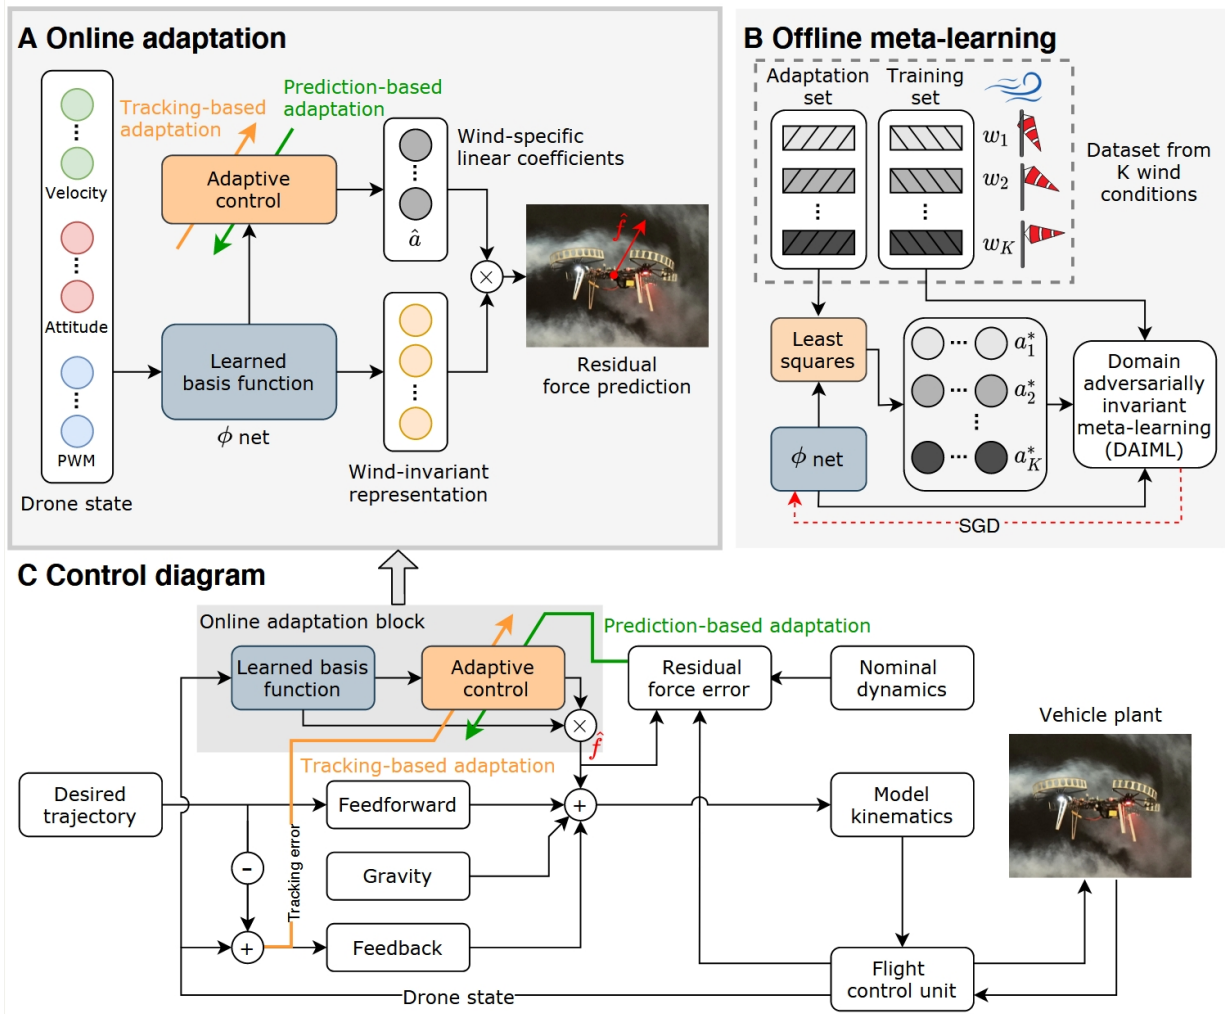 A Online adaptation
Prediction-based
adaptation
Tracking-based
adaptation
Velocity
Attitude
PWM
Drone state
Adaptive
control
Learned
basis function
ϕ net
â
Wind-specific
linear coefficients
Wind-invariant
representation
×
f̂
Residual
force prediction
B Offline meta-learning
Adaptation
set
Training
set
w₁
w₂
w_K
Dataset from
K wind
conditions
Least
squares
ϕ net
a₁*
a₂*
a_K*
Domain
adversarially
invariant
meta-learning
(DAIML)
SGD
C Control diagram
Online adaptation block
Learned basis
function
Adaptive
control
×
f̂
Prediction-based adaptation
Residual
force error
Nominal
dynamics
Tracking-based adaptation
Desired
trajectory
-
+
Tracking error
Feedforward
Gravity
Feedback
+
Model
kinematics
Vehicle plant
Flight
control unit
Drone state